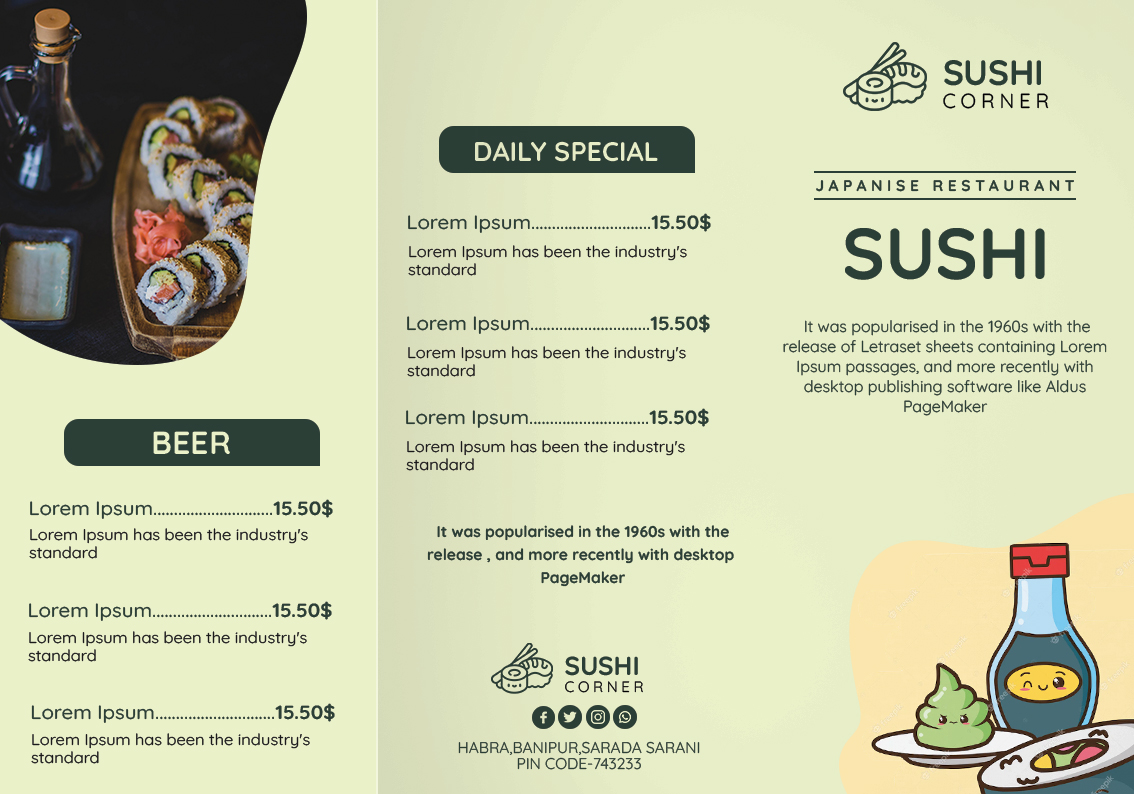 BEER
Lorem Ipsum.............................15.50$
Lorem Ipsum has been the industry's
standard
Lorem Ipsum.............................15.50$
Lorem Ipsum has been the industry's
standard
Lorem Ipsum.............................15.50$
Lorem Ipsum has been the industry's
standard
DAILY SPECIAL
Lorem Ipsum.............................15.50$
Lorem Ipsum has been the industry's
standard
Lorem Ipsum.............................15.50$
Lorem Ipsum has been the industry's
standard
Lorem Ipsum.............................15.50$
Lorem Ipsum has been the industry's
standard
It was popularised in the 1960s with the
release , and more recently with desktop
PageMaker
SUSHI
CORNER
HABRA,BANIPUR,SARADA SARANI
PIN CODE-743233
SUSHI
CORNER
JAPANISE RESTAURANT
SUSHI
It was popularised in the 1960s with the
release of Letraset sheets containing Lorem
Ipsum passages, and more recently with
desktop publishing software like Aldus
PageMaker